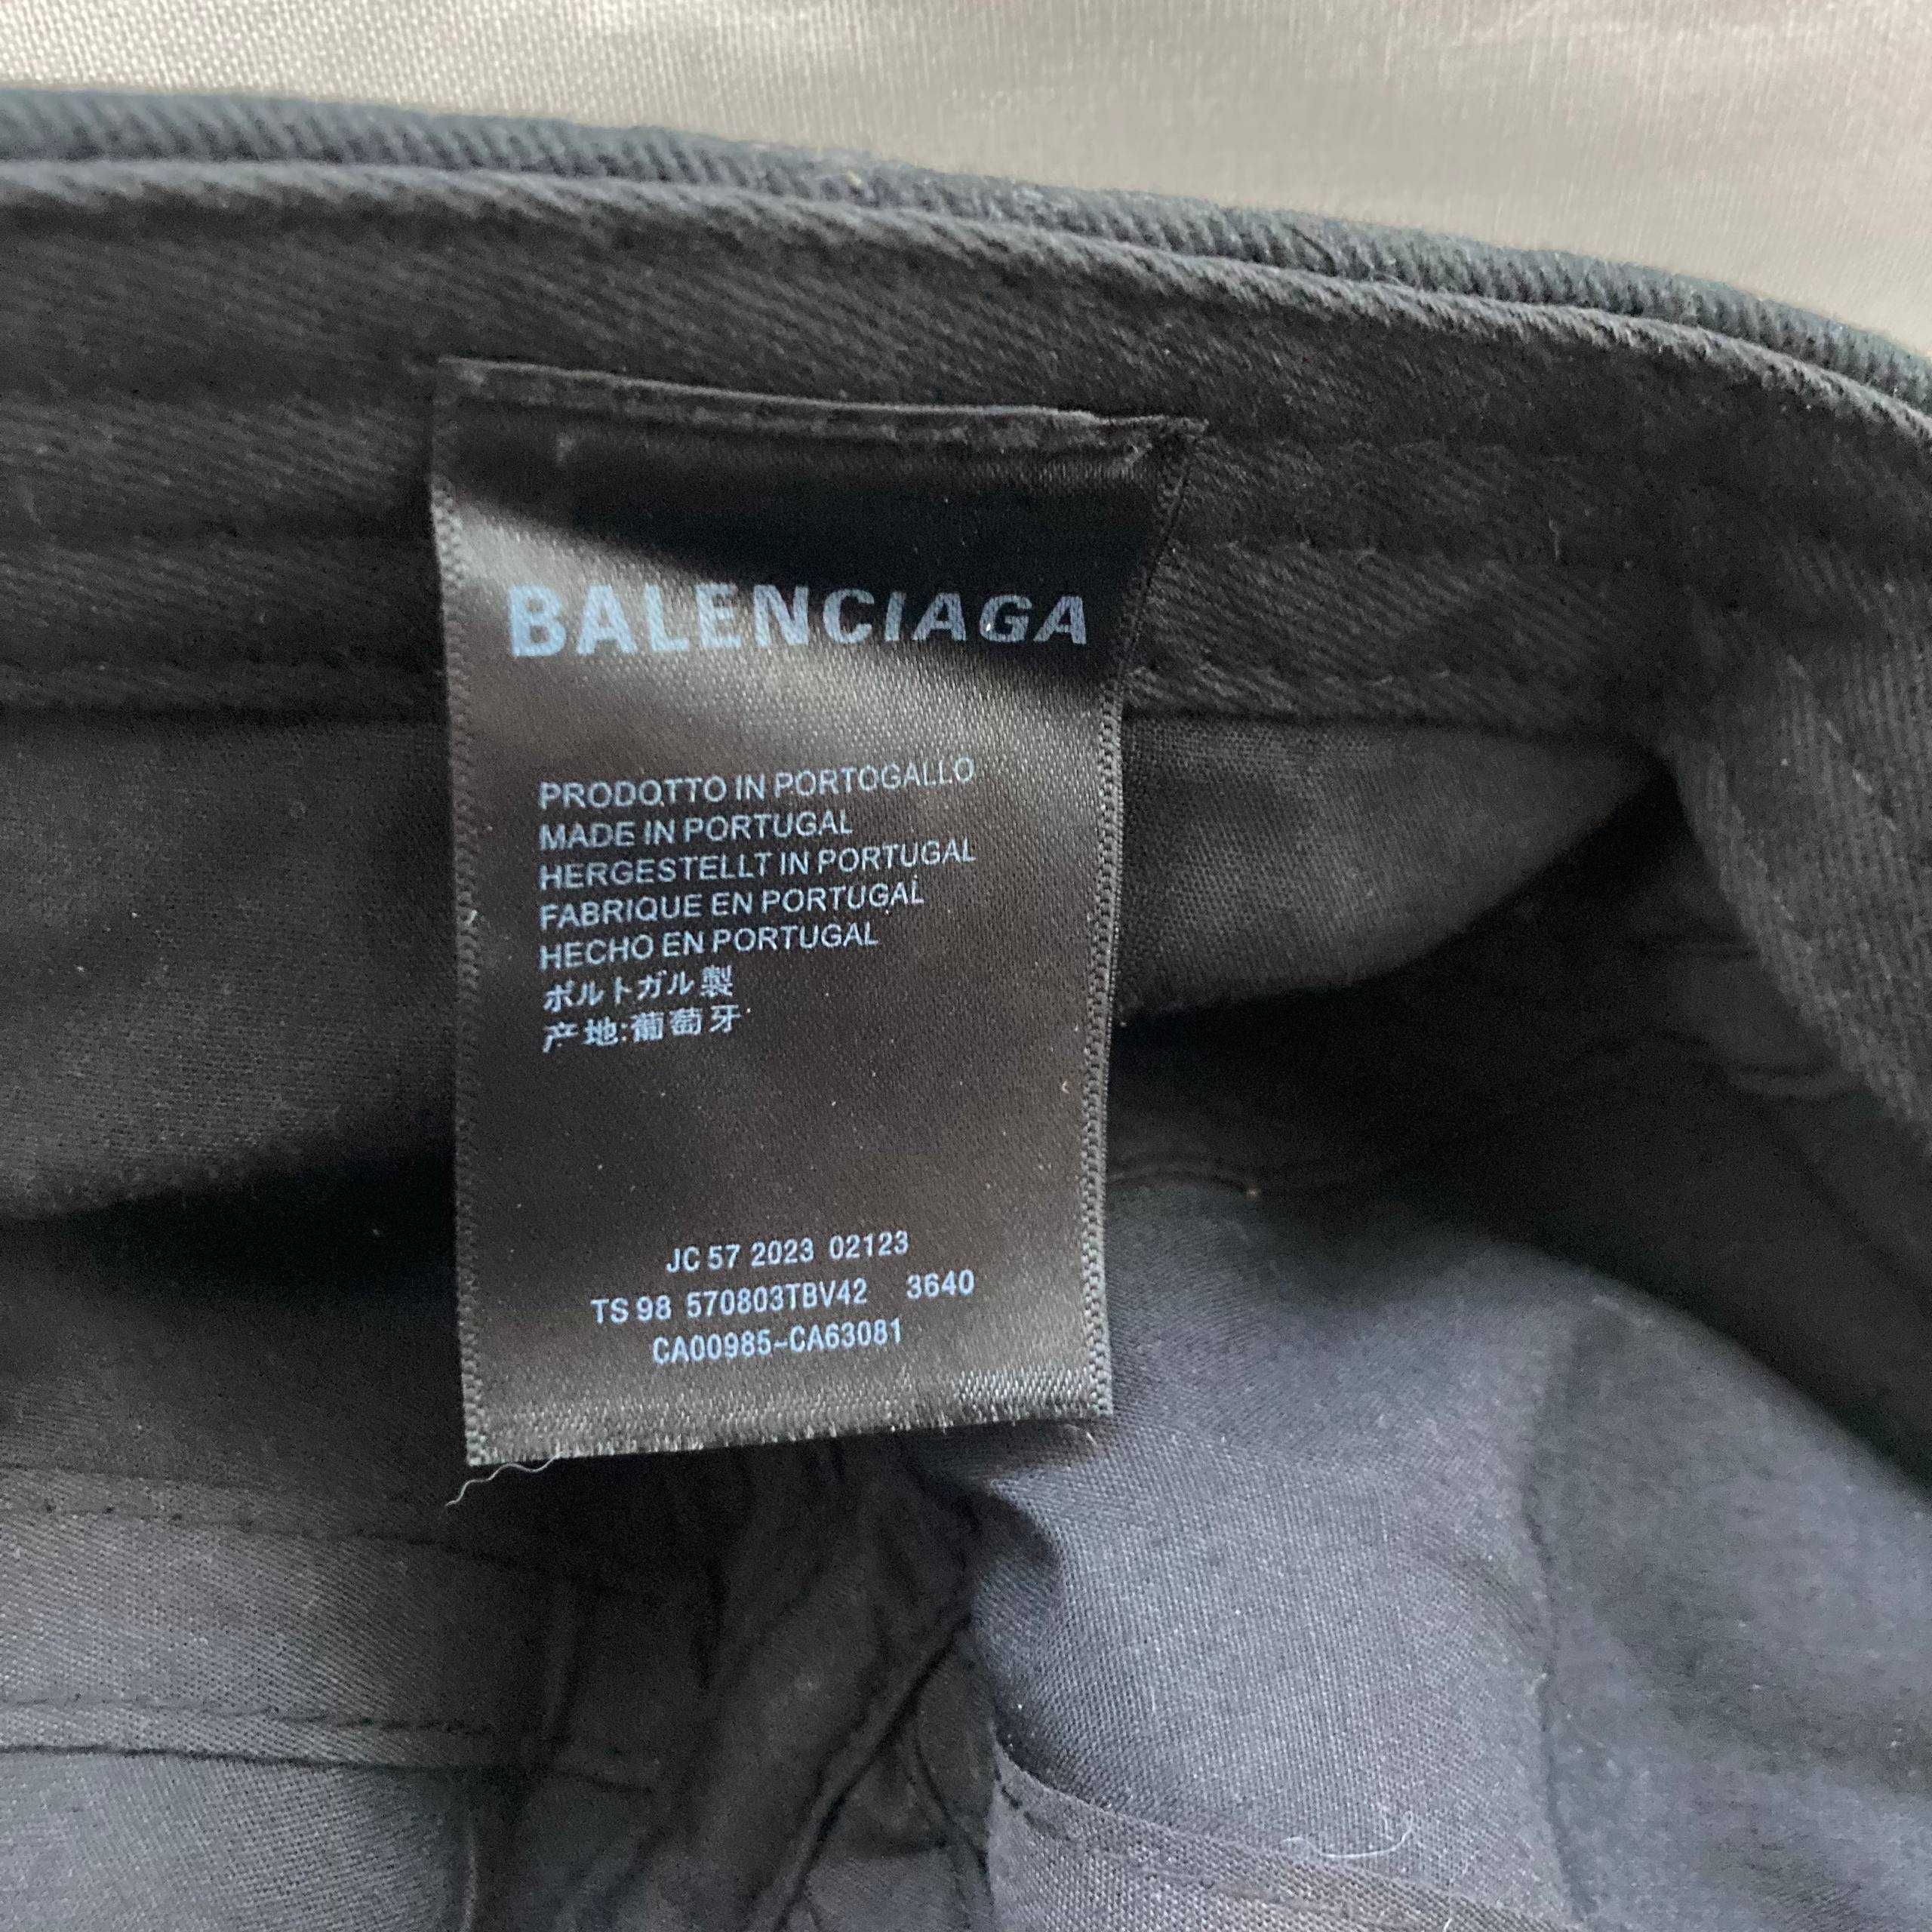 BALENCIAGA
PRODOTTO IN PORTOGALLO
MADE IN PORTUGAL
HERGESTELLT IN PORTUGAL
FABRIQUE EN PORTUGAL
HECHO EN PORTUGAL
ポルトガル製
产地:葡萄牙
JC 57 2023 02123
TS 98 570803TBV42 3640
CA00985-CA63081